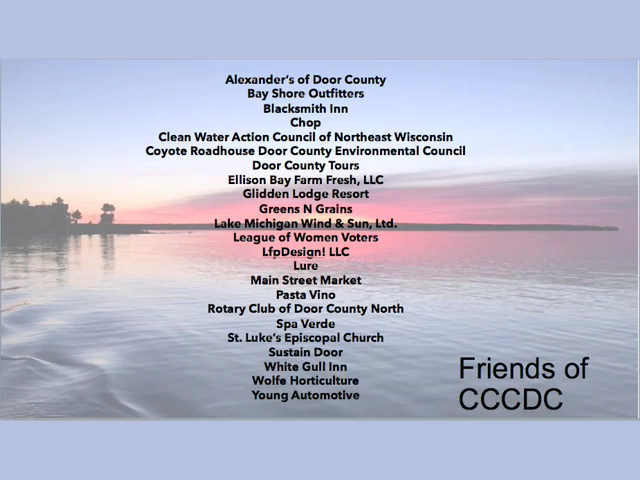 Alexander's of Door County
Bay Shore Outfitters
Blacksmith Inn
Chop
Clean Water Action Council of Northeast Wisconsin
Coyote Roadhouse Door County Environmental Council
Door County Tours
Ellison Bay Farm Fresh, LLC
Glidden Lodge Resort
Greens N Grains
Lake Michigan Wind & Sun, Ltd.
League of Women Voters
LfpDesign! LLC
Lure
Main Street Market
Pasta Vino
Rotary Club of Door County North
Spa Verde
St. Luke's Episcopal Church
Sustain Door
White Gull Inn
Wolfe Horticulture
Young Automotive
Friends of
CCCDC